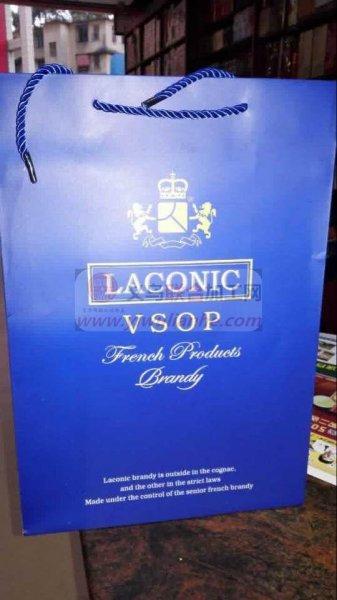 LACONIC
VSOP
French Products
Brandy
Laconic brandy is outside in the cognac,
and the other in the strict laws
Made under the control of the senior french brandy